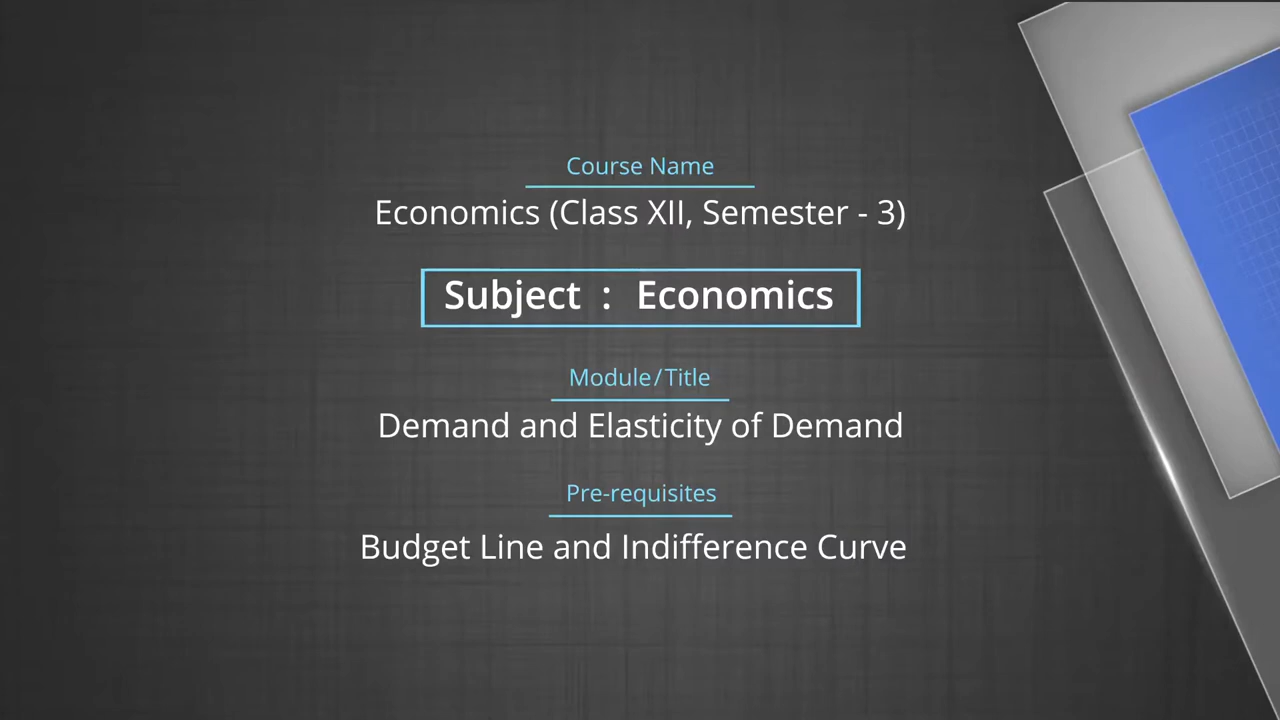 Course Name
Economics (Class XII, Semester - 3)
Subject : Economics
Module/Title
Demand and Elasticity of Demand
Pre-requisites
Budget Line and Indifference Curve